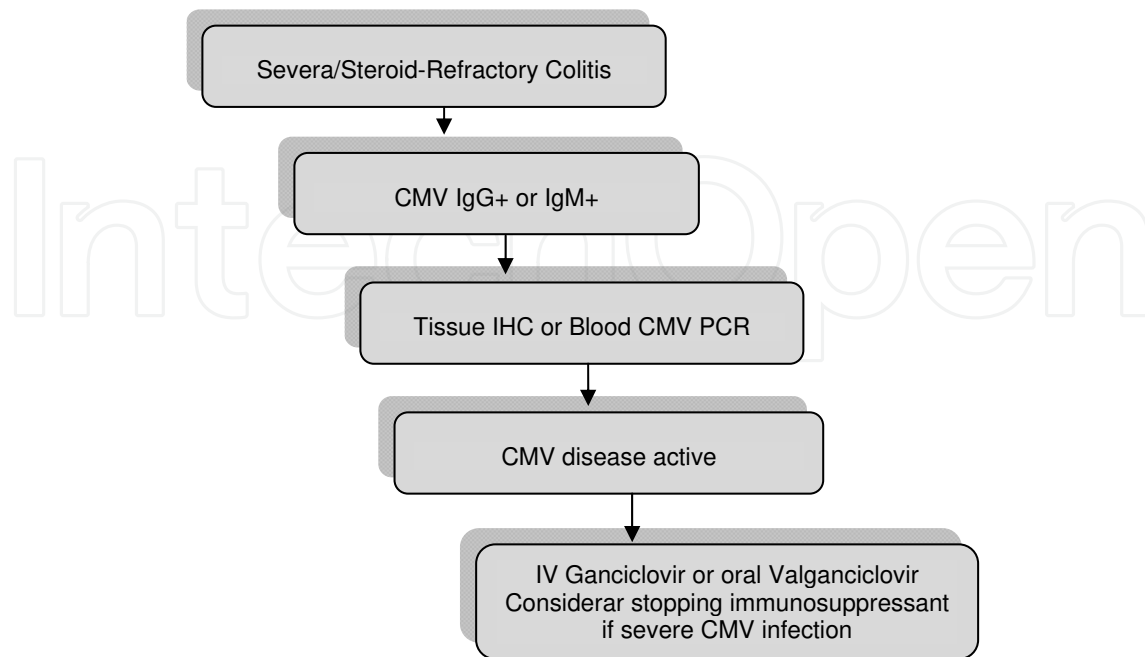 Severa/Steroid-Refractory Colitis
CMV IgG+ or IgM+
IntechOpen
Tissue IHC or Blood CMV PCR
CMV disease active
IV Ganciclovir or oral Valganciclovir
Considerar stopping immunosuppressant
if severe CMV infection